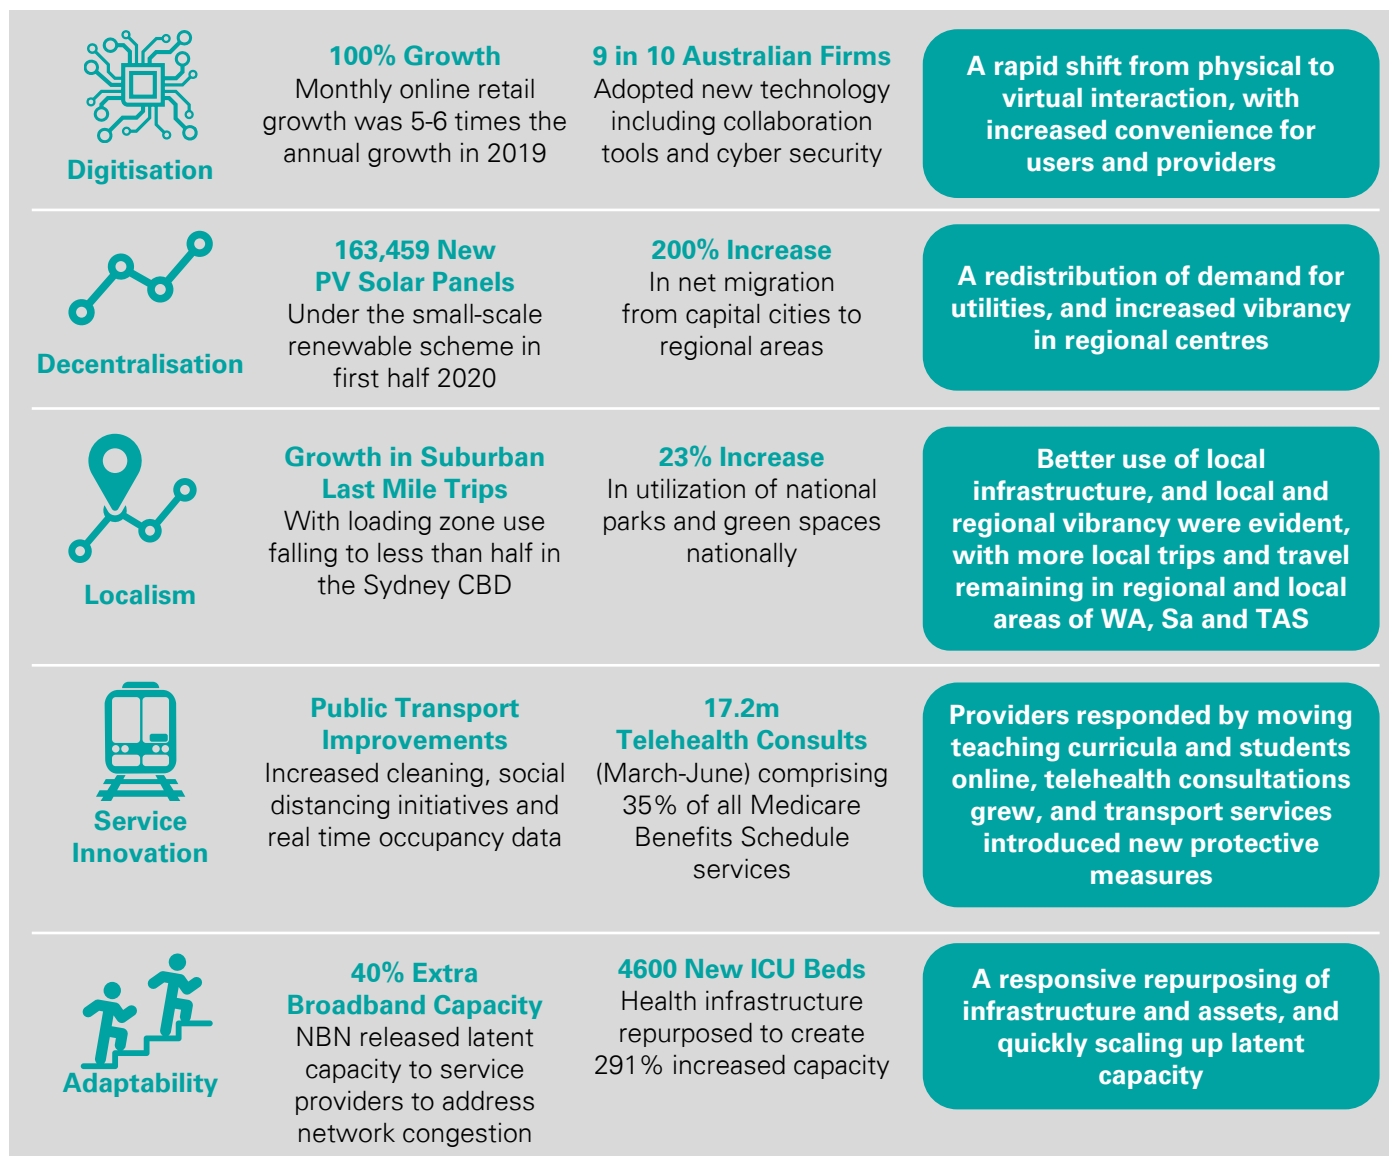 Digitisation
100% Growth
Monthly online retail
growth was 5-6 times the
annual growth in 2019
9 in 10 Australian Firms
Adopted new technology
including collaboration
tools and cyber security
A rapid shift from physical to
virtual interaction, with
increased convenience for
users and providers
Decentralisation
163,459 New
PV Solar Panels
Under the small-scale
renewable scheme in
first half 2020
200% Increase
In net migration
from capital cities to
regional areas
A redistribution of demand for
utilities, and increased vibrancy
in regional centres
Localism
Growth in Suburban
Last Mile Trips
With loading zone use
falling to less than half in
the Sydney CBD
23% Increase
In utilization of national
parks and green spaces
nationally
Better use of local
infrastructure, and local and
regional vibrancy were evident,
with more local trips and travel
remaining in regional and local
areas of WA, Sa and TAS
Service
Innovation
Public Transport
Improvements
Increased cleaning, social
distancing initiatives and
real time occupancy data
17.2m
Telehealth Consults
(March-June) comprising
35% of all Medicare
Benefits Schedule
services
Providers responded by moving
teaching curricula and students
online, telehealth consultations
grew, and transport services
introduced new protective
measures
Adaptability
40% Extra
Broadband Capacity
NBN released latent
capacity to service
providers to address
network congestion
4600 New ICU Beds
Health infrastructure
repurposed to create
291% increased capacity
A responsive repurposing of
infrastructure and assets, and
quickly scaling up latent
capacity